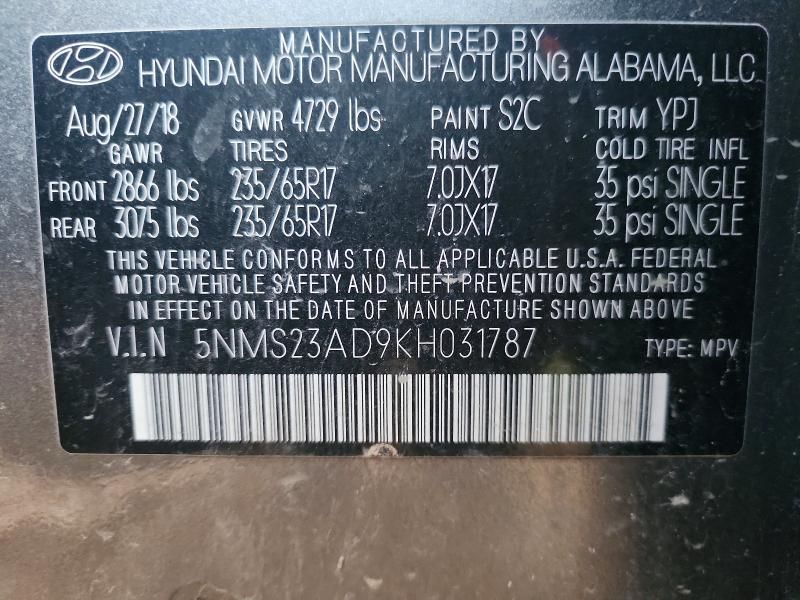 MANUFACTURED BY
HYUNDAI MOTOR MANUFACTURING ALABAMA, LLC
Aug/27/18 GVWR 4729 lbs PAINT S2C TRIM YPJ
GAWR TIRES RIMS COLD TIRE INFL
FRONT 2866 lbs 235/65R17 7.0JX17 35 psi SINGLE
REAR 3075 lbs 235/65R17 7.0JX17 35 psi SINGLE
THIS VEHICLE CONFORMS TO ALL APPLICABLE U.S.A. FEDERAL
MOTOR VEHICLE SAFETY AND THEFT PREVENTION STANDARDS
IN EFFECT ON THE DATE OF MANUFACTURE SHOWN ABOVE
V.I.N 5NMS23AD9KH031787 TYPE: MPV